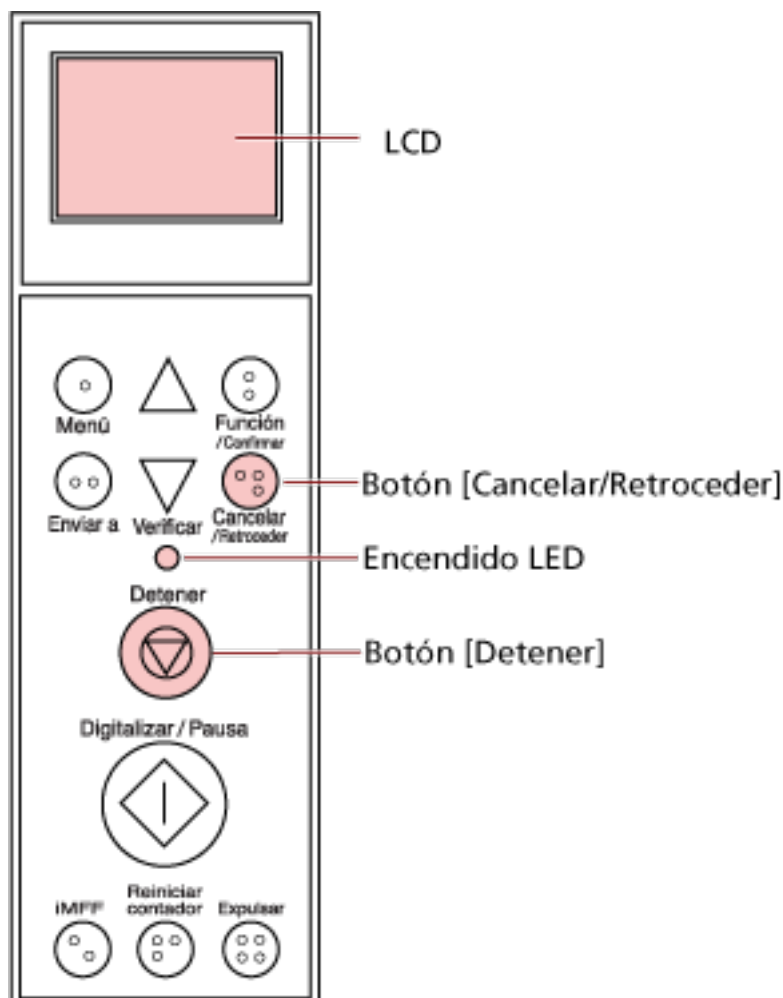 LCD
Menú
Función
/Confirmar
Enviar a
Verificar
Cancelar
/Retroceder
Botón [Cancelar/Retroceder]
Encendido LED
Detener
Botón [Detener]
Digitalizar / Pausa
iMFF
Reiniciar
contador
Expulsar